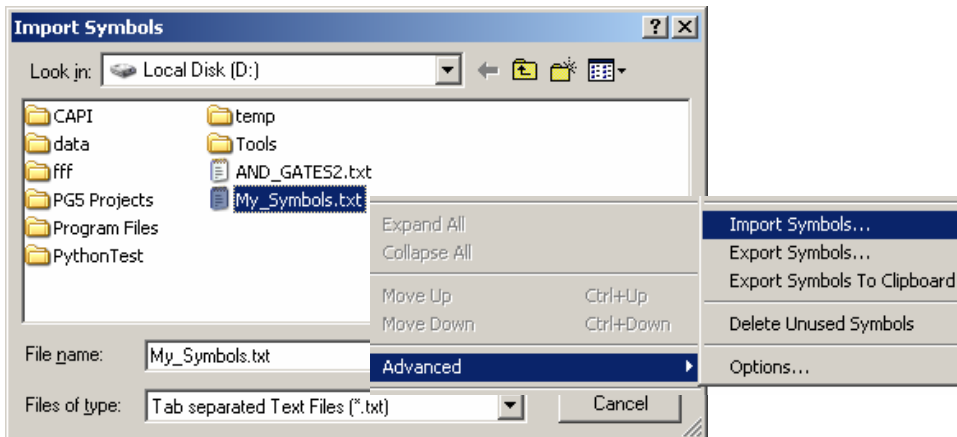 Import Symbols
Look in: Local Disk (D:)
CAPI
data
fff
PG5 Projects
Program Files
PythonTest
temp
Tools
AND_GATES2.txt
My_Symbols.txt
Expand All
Collapse All
Move Up Ctrl+Up
Move Down Ctrl+Down
Advanced
Import Symbols...
Export Symbols...
Export Symbols To Clipboard
Delete Unused Symbols
Options...
File name: My_Symbols.txt
Files of type: Tab separated Text Files (*.txt)
Cancel